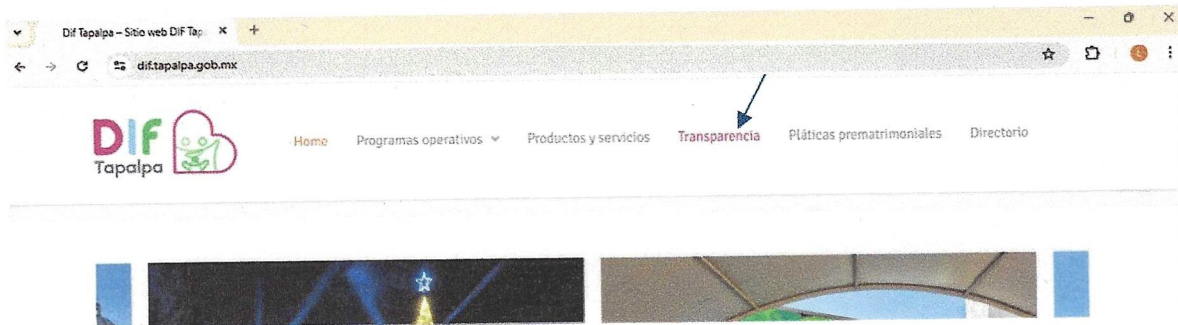 Dif Tapalpa – Sitio web DIF Tap
dif.tapalpa.gob.mx
DIF
Tapalpa
Home Programas operativos Productos y servicios Transparencia Pláticas prematrimoniales Directorio